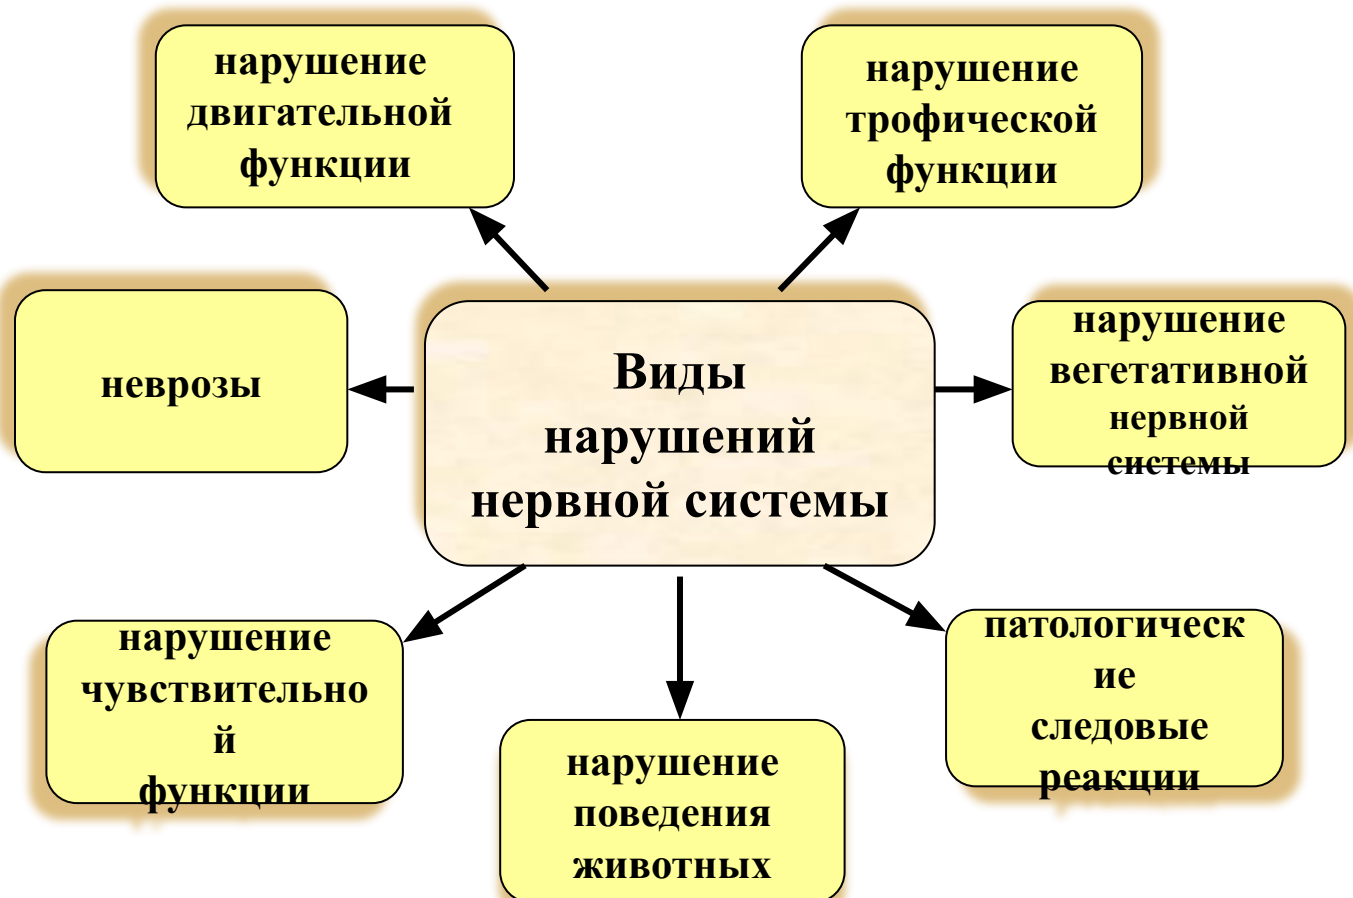 нарушение
двигательной
функции
нарушение
трофической
функции
неврозы
Виды
нарушений
нервной системы
нарушение
вегетативной
нервной
системы
нарушение
чувствительно
й
функции
нарушение
поведения
животных
патологическ
ие
следовые
реакции